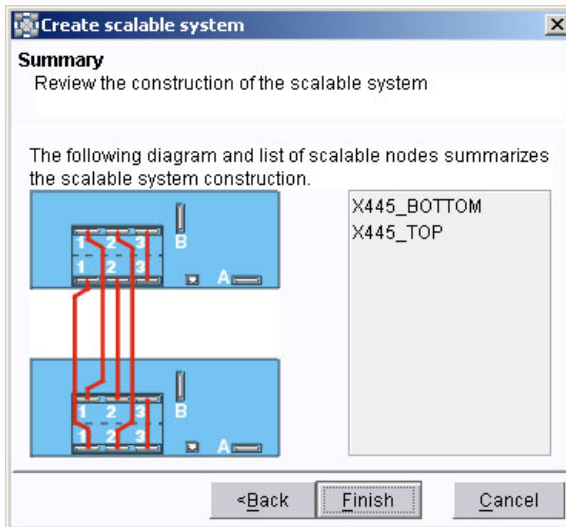 Create scalable system
Summary
Review the construction of the scalable system
The following diagram and list of scalable nodes summarizes
the scalable system construction.
1 2 3
B
1 2 3
A
1 2 3
B
1 2 3
A
X445_BOTTOM
X445_TOP
<Back
Finish
Cancel